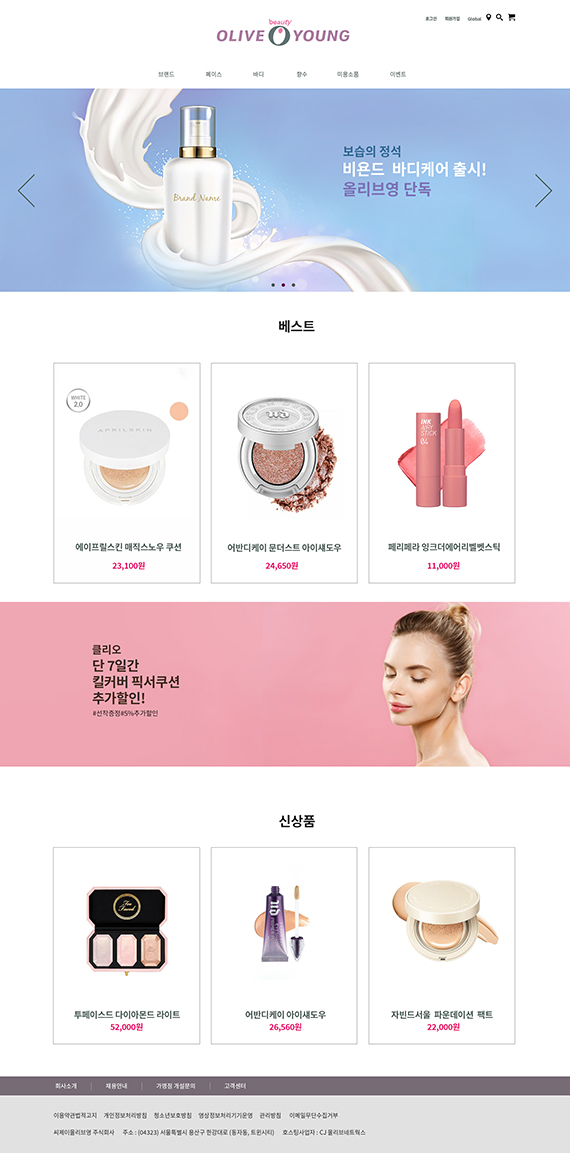 로그인 회원가입 Global
beauty
OLIVE YOUNG
브랜드 페이스 바디 향수 미용소품 이벤트
보습의 정석
비욘드 바디케어 출시!
올리브영 단독
Brand Name
베스트
WHITE
2.0
APRILSKIN
INK
AIRY
STICK
04
에이프릴스킨 매직스노우 쿠션
23,100원
어반디케이 문더스트 아이섀도우
24,650원
페리페라 잉크더에어리벨벳스틱
11,000원
클리오
단 7일간
킬커버 픽서쿠션
추가할인!
#선착증정#5%추가할인
신상품
Too Faced
투페이스드 다이아몬드 라이트
52,000원
어반디케이 아이섀도우
26,560원
자빈드서울 파운데이션 팩트
22,000원
회사소개 채용안내 가맹점 개설문의 고객센터
이용약관법적고지 개인정보처리방침 청소년보호방침 영상정보처리기기운영 관리방침 이메일무단수집거부
씨제이올리브영 주식회사 주소 : (04323) 서울특별시 용산구 한강대로 (동자동, 트윈시티) 호스팅사업자 : CJ 올리브네트웍스